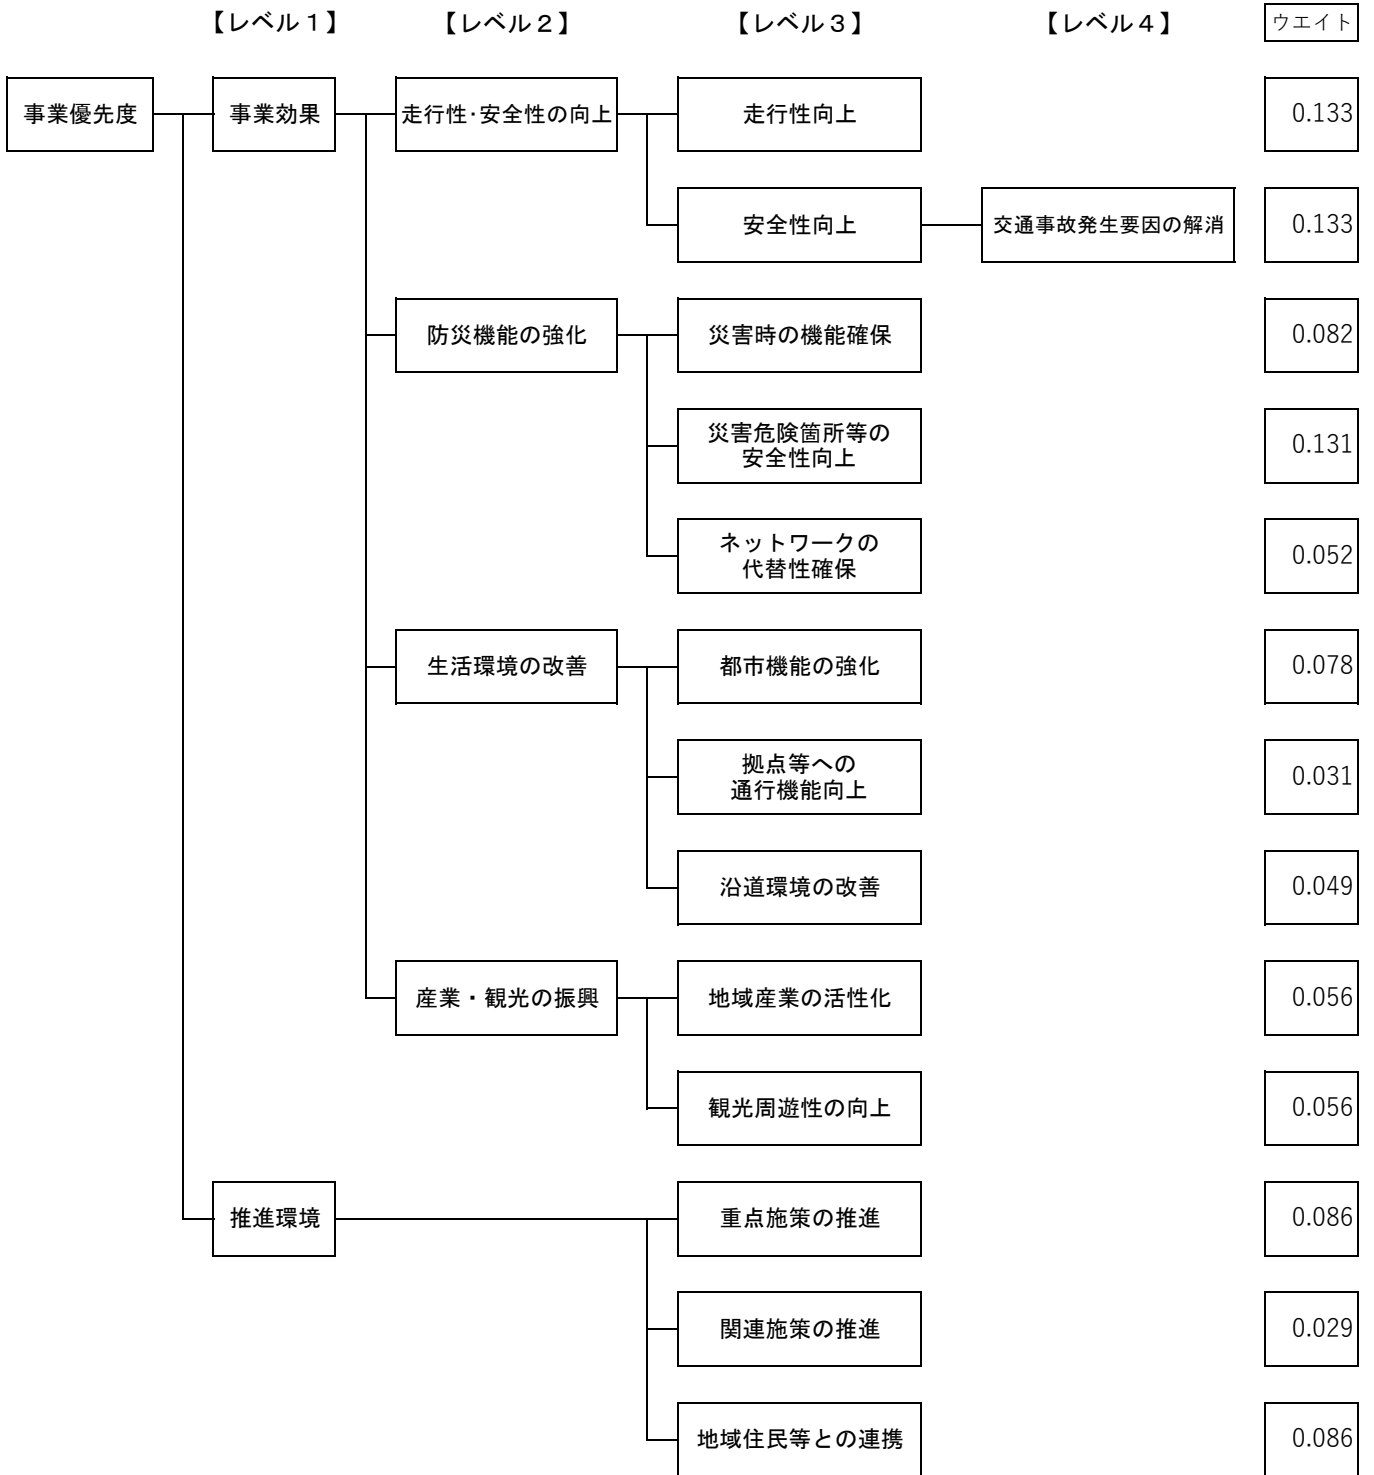 【レベル１】 【レベル２】 【レベル３】 【レベル４】 ウエイト
事業優先度 事業効果 走行性･安全性の向上 走行性向上 0.133
安全性向上 交通事故発生要因の解消 0.133
防災機能の強化 災害時の機能確保 0.082
災害危険箇所等の
安全性向上 0.131
ネットワークの
代替性確保 0.052
生活環境の改善 都市機能の強化 0.078
拠点等への
通行機能向上 0.031
沿道環境の改善 0.049
産業・観光の振興 地域産業の活性化 0.056
観光周遊性の向上 0.056
推進環境 重点施策の推進 0.086
関連施策の推進 0.029
地域住民等との連携 0.086